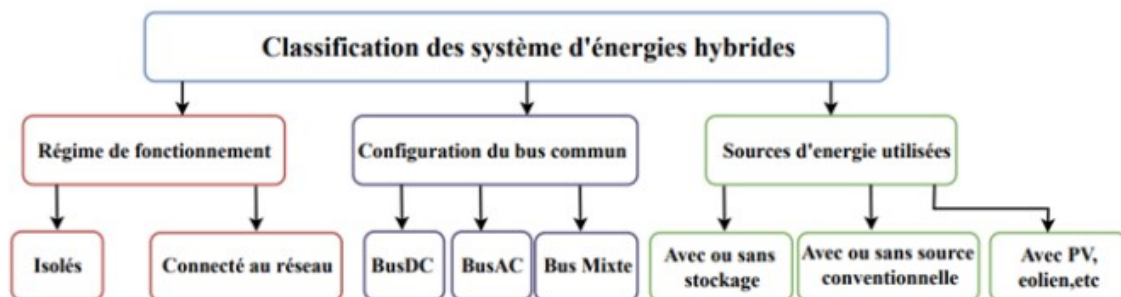 Classification des système d'énergies hybrides
Régime de fonctionnement
Configuration du bus commun
Sources d'energie utilisées
Isolés
Connecté au réseau
BusDC
BusAC
Bus Mixte
Avec ou sans
stockage
Avec ou sans source
conventionnelle
Avec PV,
eolien,etc